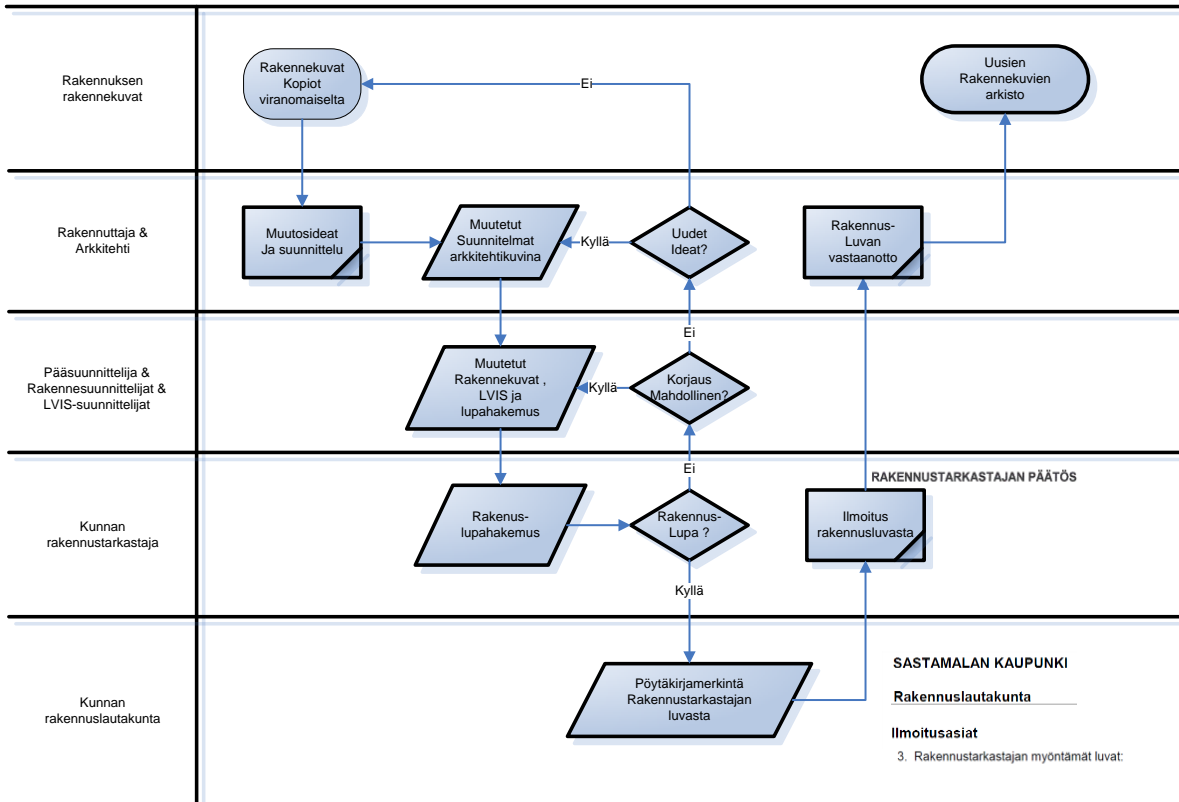 Rakennuksen
rakennekuvat
Rakennekuvat
Kopiot
viranomaiselta
Ei
Uusien
Rakennekuvien
arkisto
Rakennuttaja &
Arkkitehti
Muutosideat
Ja suunnittelu
Muutetut
Suunnitelmat
arkkitehtikuvina
Kyllä
Uudet
Ideat?
Rakennus-
Luvan
vastaanotto
Ei
Pääsuunnittelija &
Rakennesuunnittelijat &
LVIS-suunnittelijat
Muutetut
Rakennekuvat ,
LVIS ja
lupahakemus
Kyllä
Korjaus
Mahdollinen?
Ei
RAKENNUSTARKASTAJAN PÄÄTÖS
Kunnan
rakennustarkastaja
Rakenus-
lupahakemus
Rakennus-
Lupa ?
Ilmoitus
rakennusluvasta
Kyllä
Kunnan
rakennuslautakunta
Pöytäkirjamerkintä
Rakennustarkastajan
luvasta
SASTAMALAN KAUPUNKI
Rakennuslautakunta
Ilmoitusasiat
3. Rakennustarkastajan myöntämät luvat: